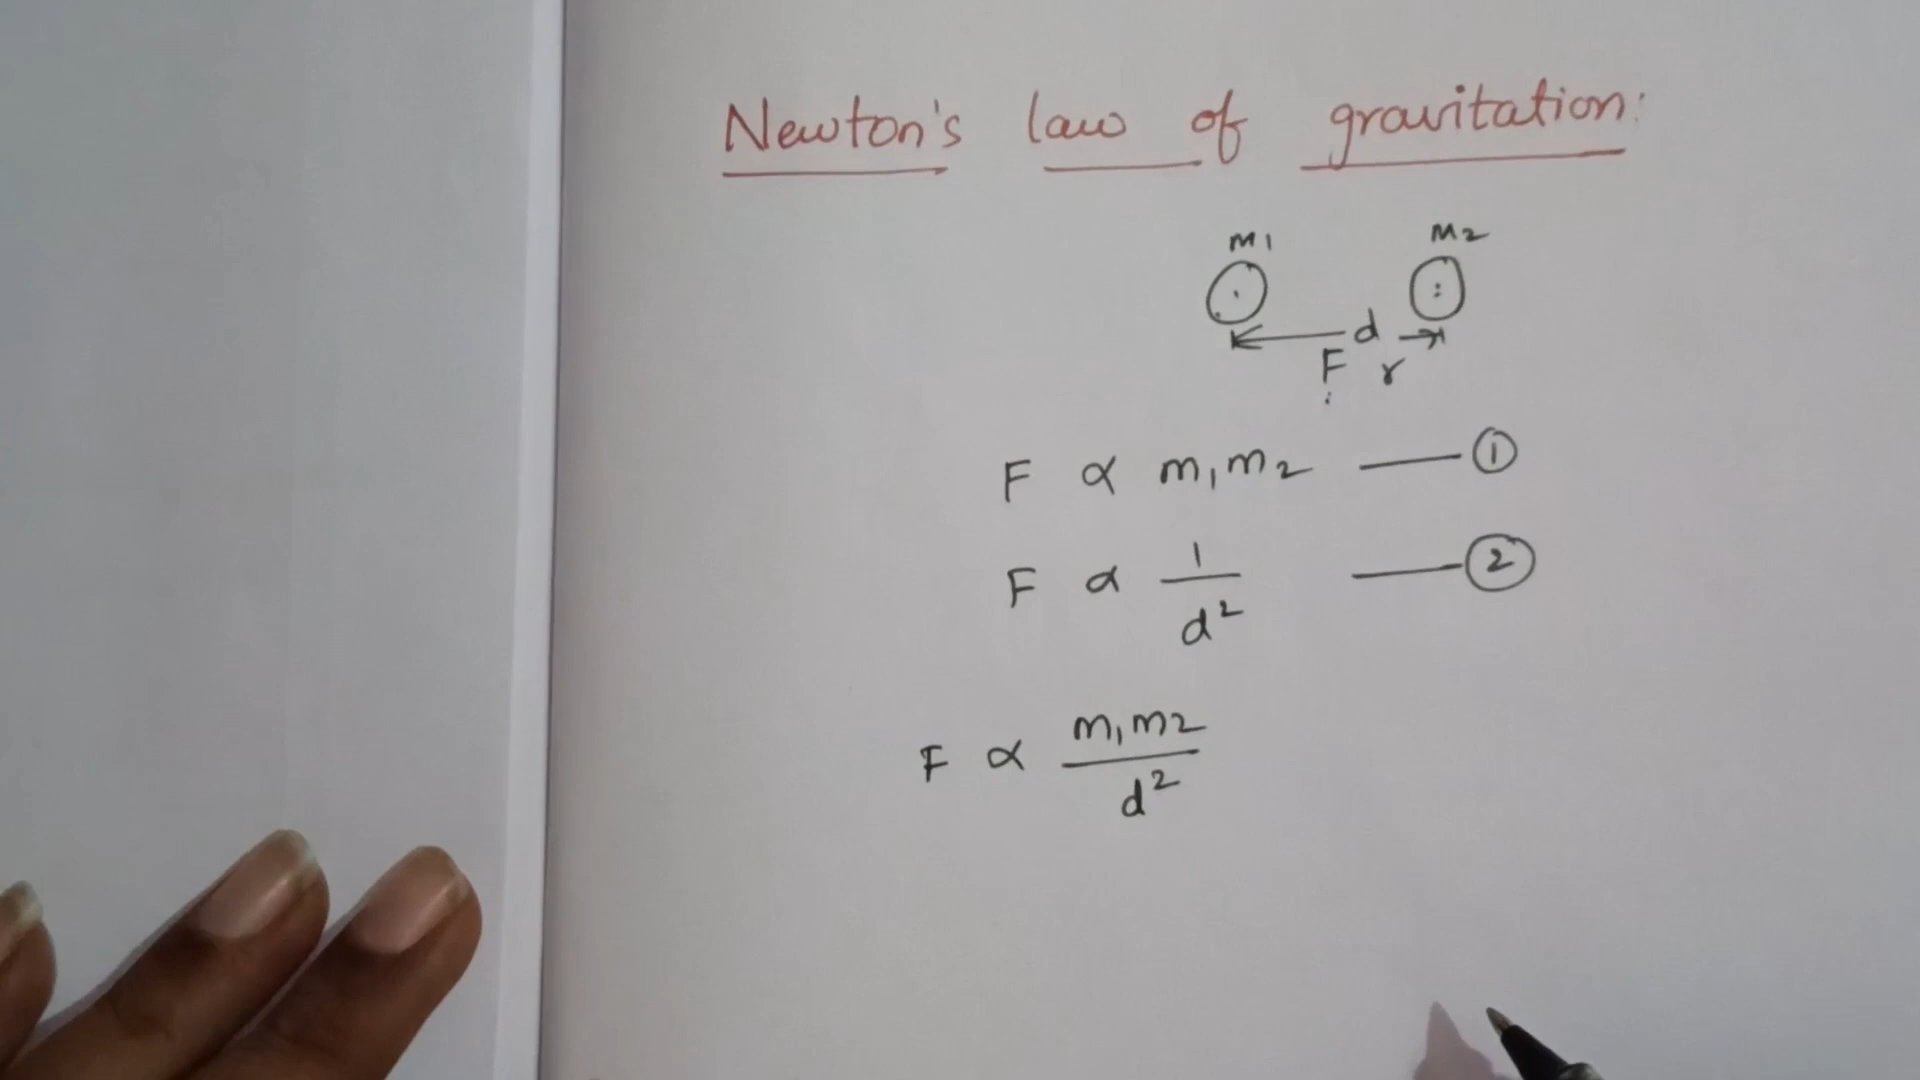 Newton's law of gravitation:
m1 m2
d
F r
F ∝ m1m2 —— ①
F ∝ 1/d² —— ②
F ∝ m1m2/d²